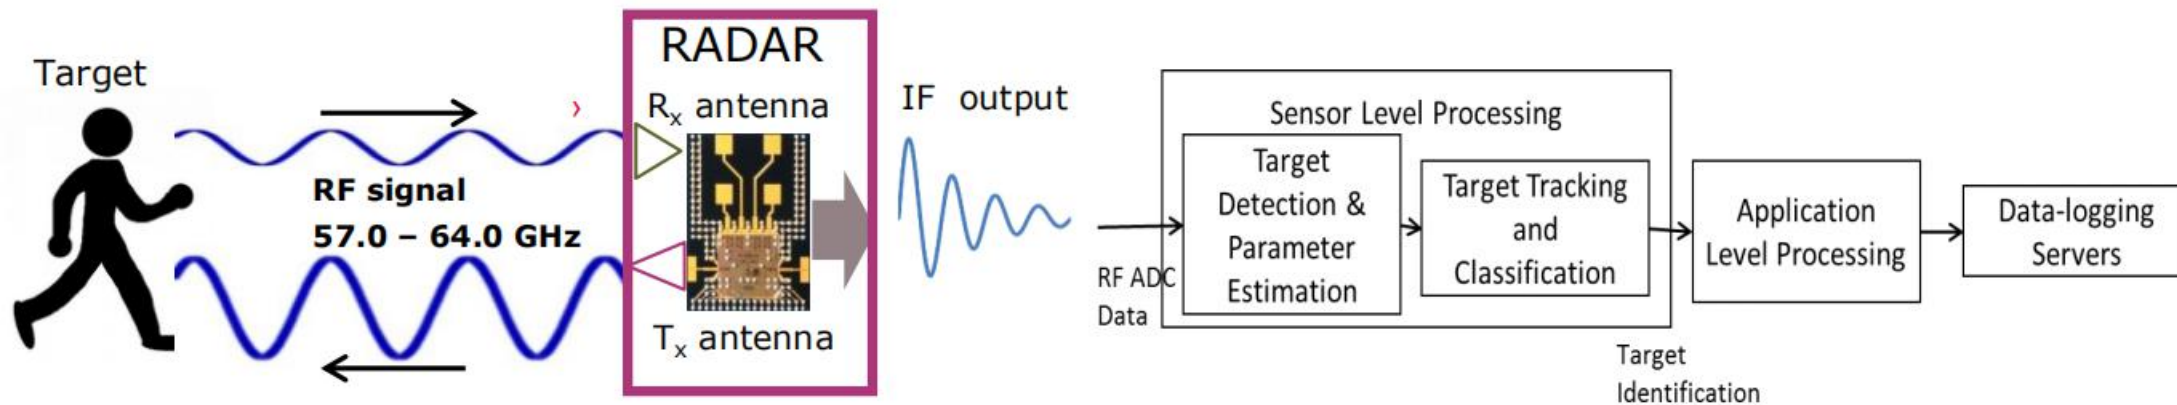 Target
RF signal
57.0 – 64.0 GHz
RADAR
Rx antenna
Tx antenna
IF output
RF ADC
Data
Sensor Level Processing
Target
Detection &
Parameter
Estimation
Target Tracking
and
Classification
Target
Identification
Application
Level Processing
Data-logging
Servers